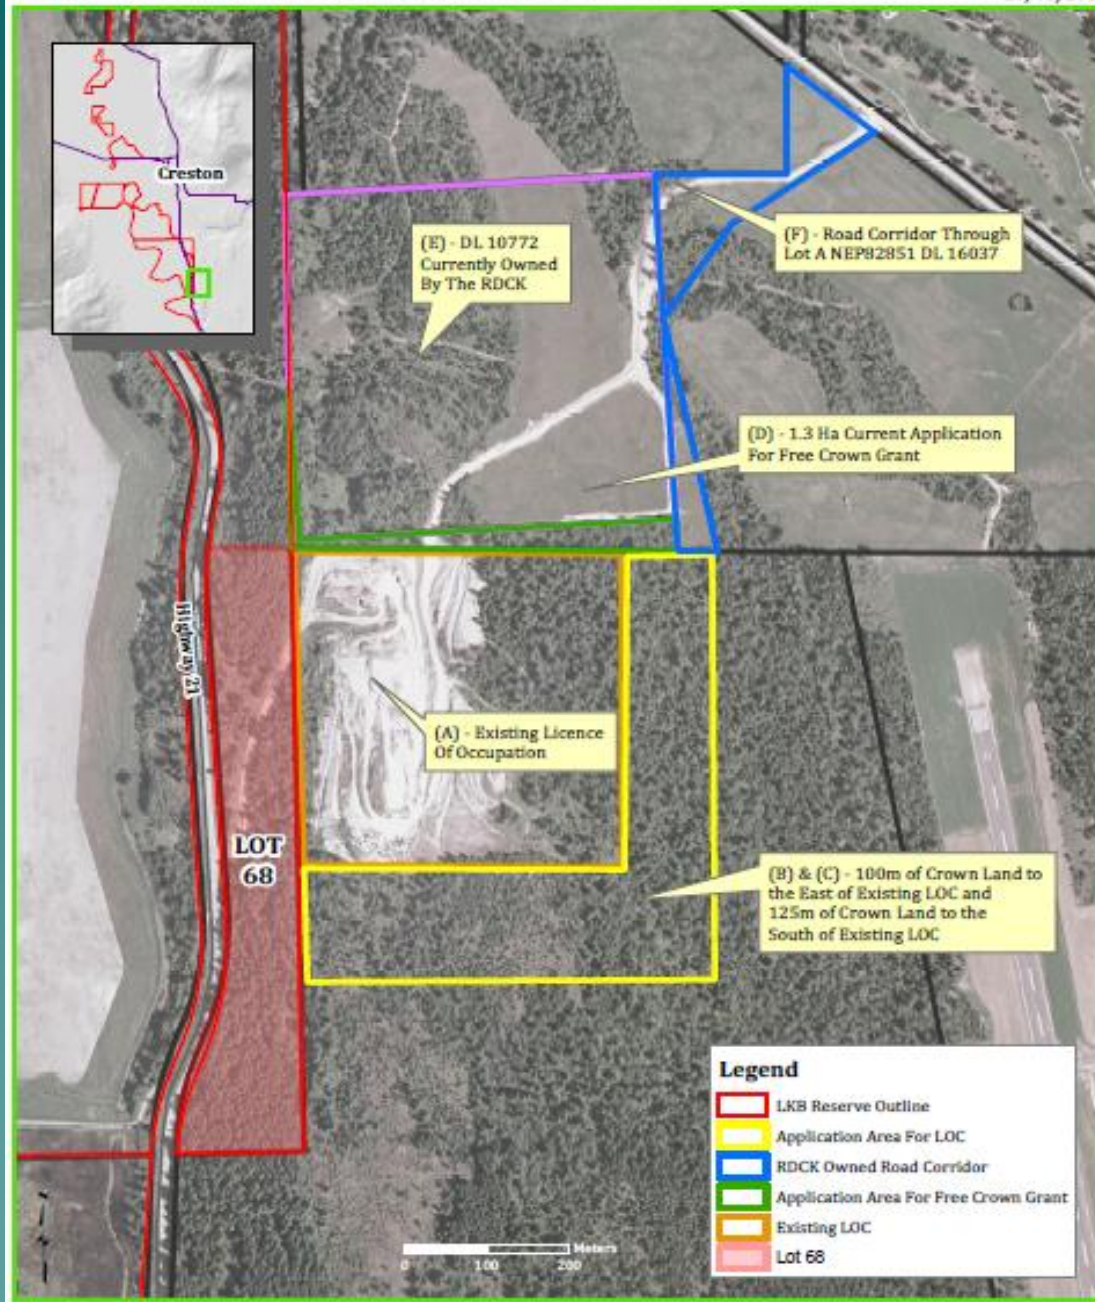 Creston
(E) - DL 10772
Currently Owned
By The RDCK
(F) - Road Corridor Through
Lot A NEP82851 DL 16037
(D) - 1.3 Ha Current Application
For Free Crown Grant
Highway 21
(A) - Existing Licence
Of Occupation
LOT
68
(B) & (C) - 100m of Crown Land to
the East of Existing LOC and
125m of Crown Land to the
South of Existing LOC
Legend
LKB Reserve Outline
Application Area For LOC
RDCK Owned Road Corridor
Application Area For Free Crown Grant
Existing LOC
Lot 68
Meters
0 100 200